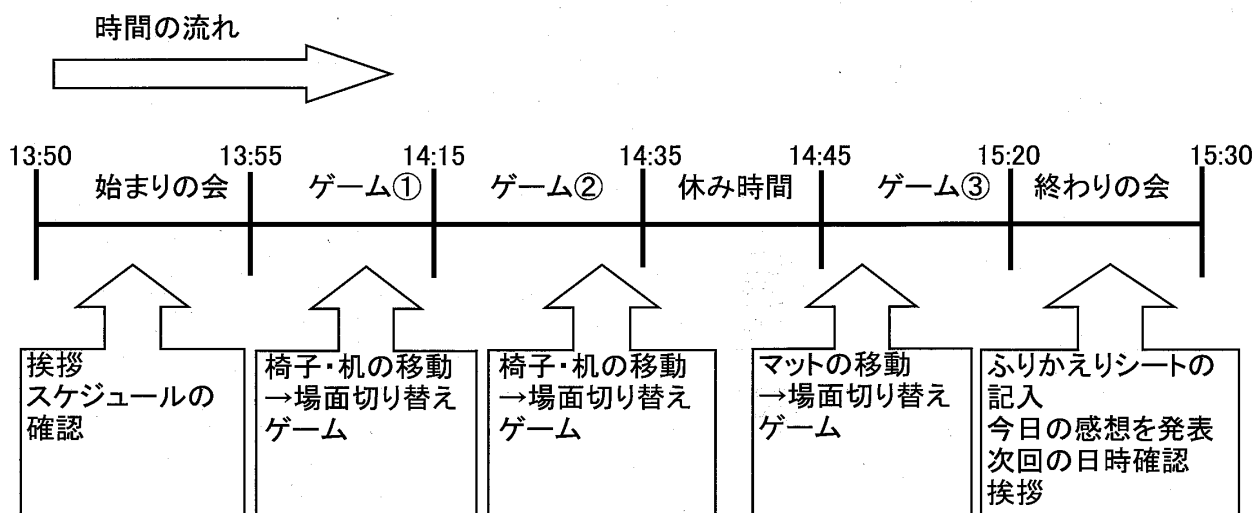 時間の流れ
13:50 13:55 14:15 14:35 14:45 15:20 15:30
始まりの会 ゲーム① ゲーム② 休み時間 ゲーム③ 終わりの会
挨拶
スケジュールの
確認
椅子・机の移動
→場面切り替え
ゲーム
椅子・机の移動
→場面切り替え
ゲーム
マットの移動
→場面切り替え
ゲーム
ふりかえりシートの
記入
今日の感想を発表
次回の日時確認
挨拶